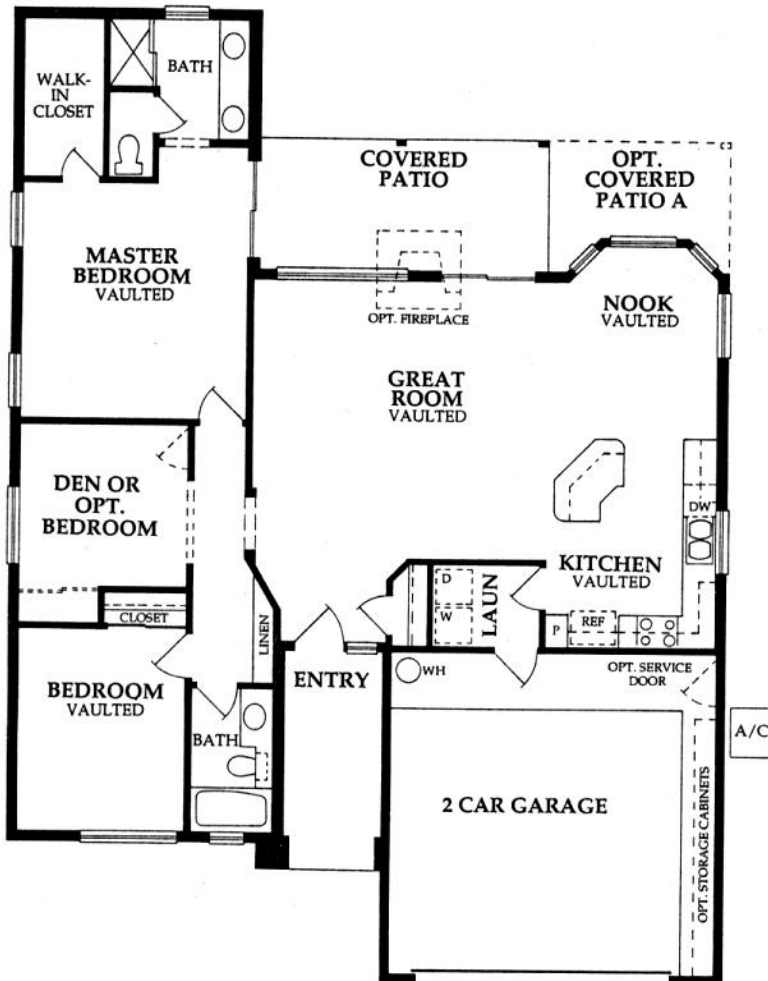 WALK-
IN
CLOSET
BATH
COVERED
PATIO
OPT.
COVERED
PATIO A
MASTER
BEDROOM
VAULTED
OPT. FIREPLACE
NOOK
VAULTED
GREAT
ROOM
VAULTED
DEN OR
OPT.
BEDROOM
DW
KITCHEN
VAULTED
D
W
LAUN
P
REF
CLOSET
LINEN
BEDROOM
VAULTED
ENTRY
WH
OPT. SERVICE
DOOR
BATH
A/C
2 CAR GARAGE
OPT. STORAGE CABINETS